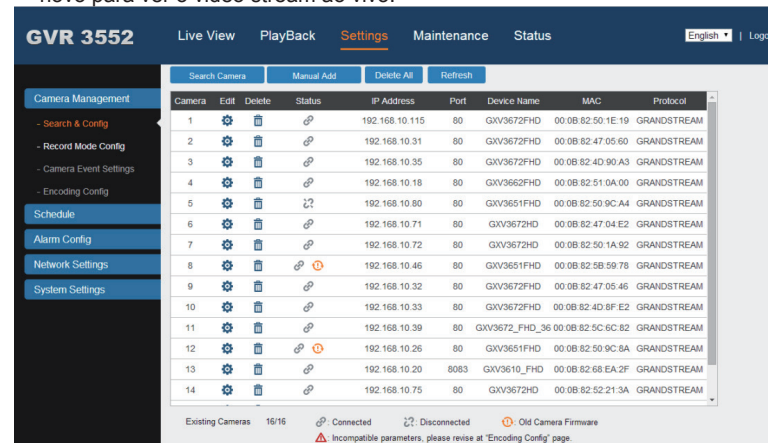 novo para ver o vídeo stream ao vivo.
GVR 3552 Live View PlayBack Settings Maintenance Status English | Logo
Search Camera Manual Add Delete All Refresh
Camera Management
- Search & Config
- Record Mode Config
- Camera Event Settings
- Encoding Config
Schedule
Alarm Config
Network Settings
System Settings
Camera Edit Delete Status IP Address Port Device Name MAC Protocol
1 192.168.10.115 80 GXV3672FHD 00:0B:82:50:1E:19 GRANDSTREAM
2 192.168.10.31 80 GXV3672FHD 00:0B:82:47:05:60 GRANDSTREAM
3 192.168.10.35 80 GXV3672FHD 00:0B:82:4D:90:A3 GRANDSTREAM
4 192.168.10.18 80 GXV3662FHD 00:0B:82:51:0A:00 GRANDSTREAM
5 192.168.10.80 80 GXV3651FHD 00:0B:82:50:9C:A4 GRANDSTREAM
6 192.168.10.71 80 GXV3672HD 00:0B:82:47:04:E2 GRANDSTREAM
7 192.168.10.72 80 GXV3672HD 00:0B:82:50:1A:92 GRANDSTREAM
8 192.168.10.46 80 GXV3651FHD 00:0B:82:5B:59:78 GRANDSTREAM
9 192.168.10.32 80 GXV3672FHD 00:0B:82:47:05:46 GRANDSTREAM
10 192.168.10.33 80 GXV3672FHD 00:0B:82:4D:8F:E2 GRANDSTREAM
11 192.168.10.39 80 GXV3672_FHD_36 00:0B:82:5C:6C:82 GRANDSTREAM
12 192.168.10.26 80 GXV3651FHD 00:0B:82:50:9C:8A GRANDSTREAM
13 192.168.10.20 8083 GXV3610_FHD 00:0B:82:68:EA:2F GRANDSTREAM
14 192.168.10.75 80 GXV3672HD 00:0B:82:52:21:3A GRANDSTREAM
Existing Cameras 16/16 : Connected : Disconnected : Old Camera Firmware
: Incompatible parameters, please revise at "Encoding Config" page.